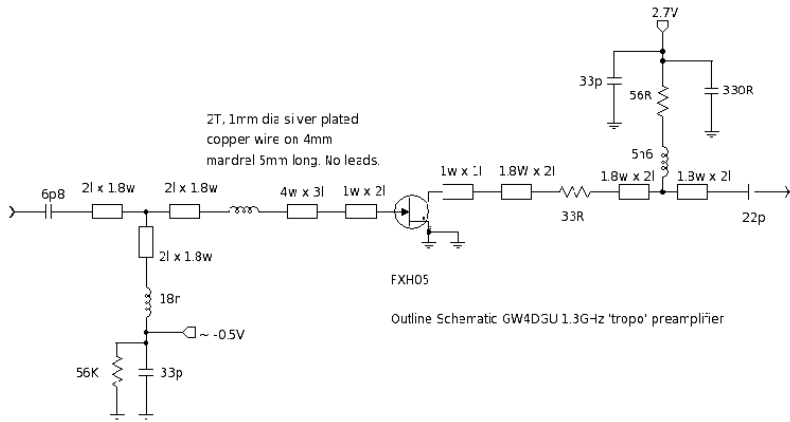 2.7V
33p
56R
330R
2T, 1mm dia silver plated
copper wire on 4mm
mardrel 5mm long. No leads.
5n6
1w x 1l
1.8W x 2l
1.8w x 2l
1.8w x 2l
6p8
2l x 1.8w
2l x 1.8w
4w x 3l
1w x 2l
33R
22p
2l x 1.8w
FXH05
18n
Outline Schematic GW4DGU 1.3GHz 'tropo' preamplifier
~ -0.5V
56K
33p